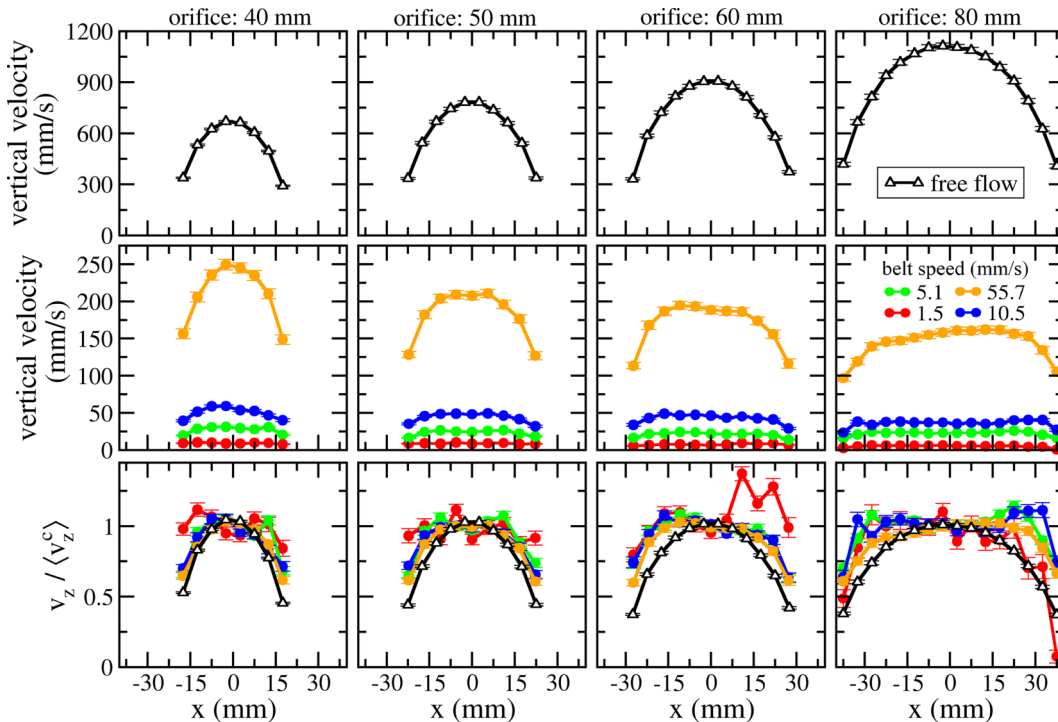 orifice: 40 mm orifice: 50 mm orifice: 60 mm orifice: 80 mm
vertical velocity
(mm/s)
1200
900
600
300
0
free flow
vertical velocity
(mm/s)
250
200
150
100
50
0
belt speed (mm/s)
5.1 55.7
1.5 10.5
v_z / ⟨v_z^c⟩
1
0.5
0
-30 -15 0 15 30 -30 -15 0 15 30 -30 -15 0 15 30 -30 -15 0 15 30
x (mm) x (mm) x (mm) x (mm)